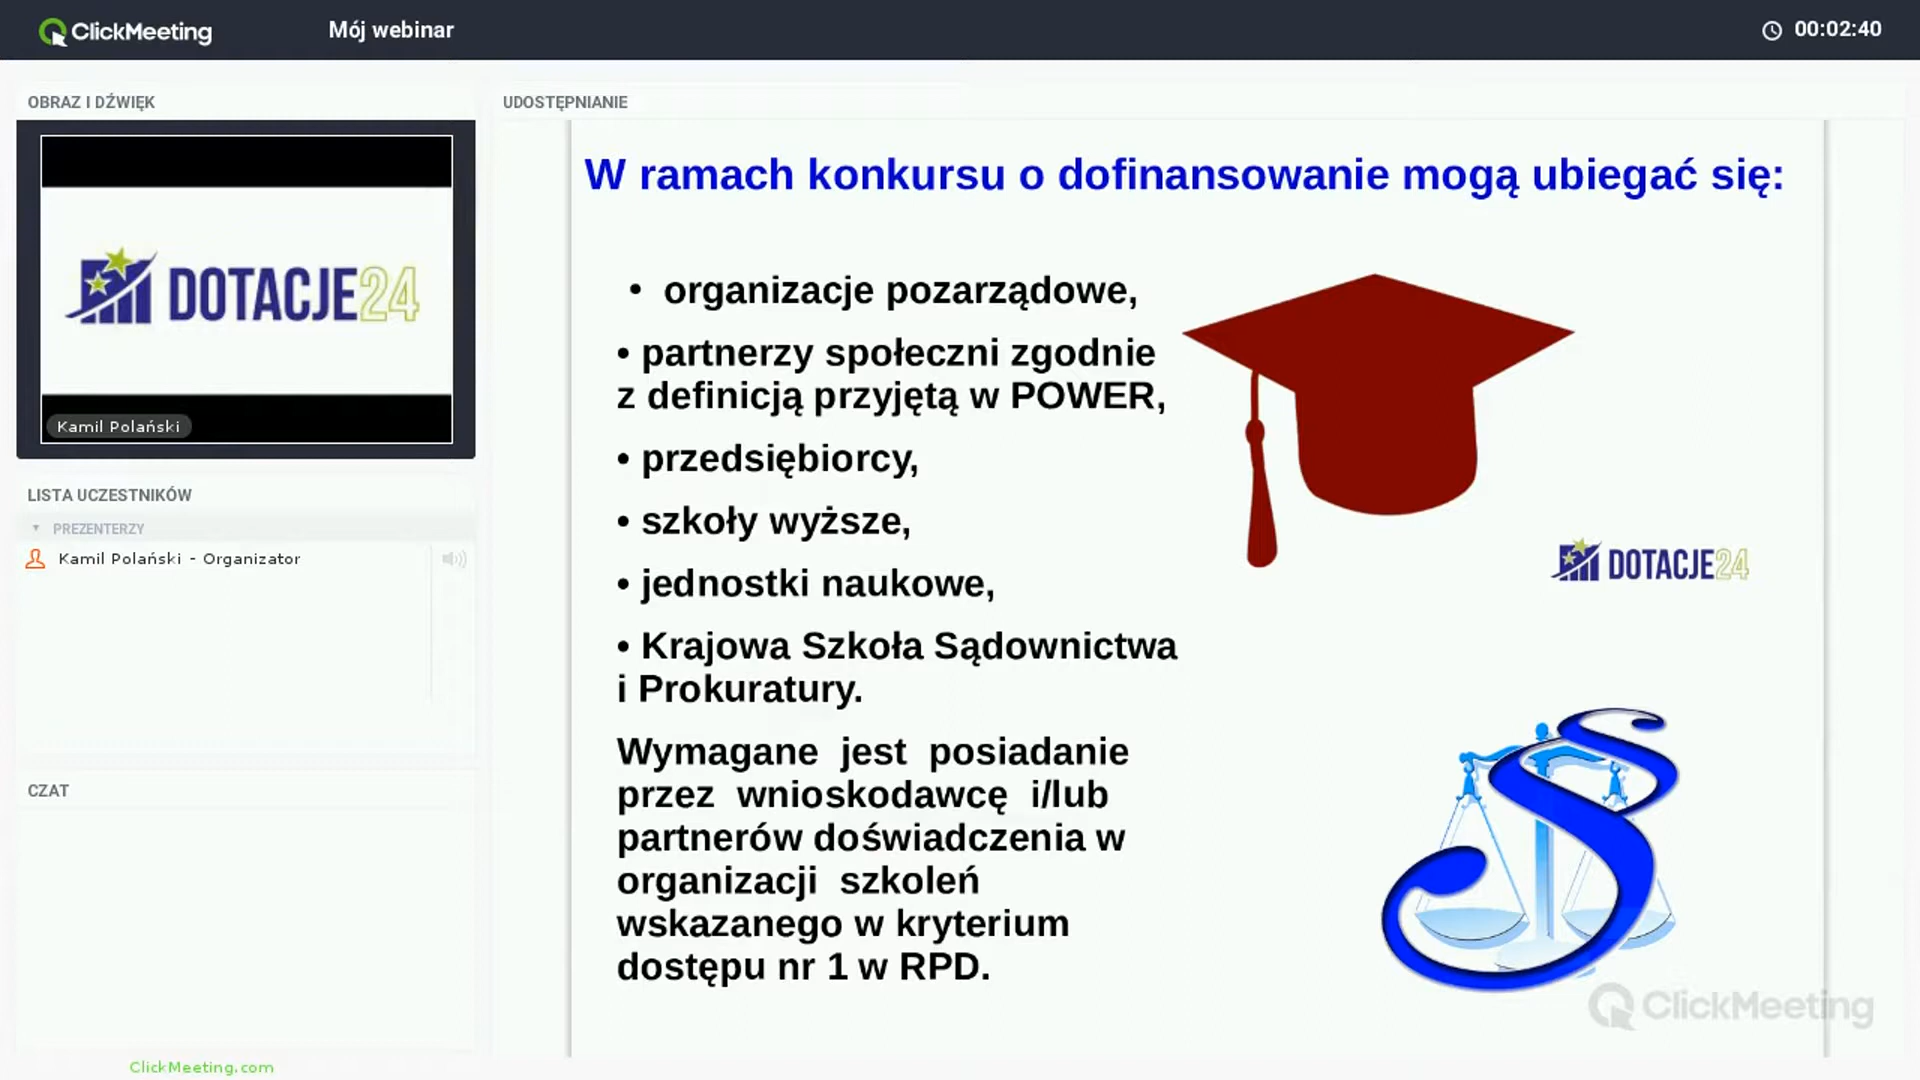 ClickMeeting
Mój webinar
00:02:40
OBRAZ I DŹWIĘK
DOTACJE24
Kamil Polański
LISTA UCZESTNIKÓW
PREZENTERZY
Kamil Polański - Organizator
CZAT
ClickMeeting.com
UDOSTĘPNIANIE
W ramach konkursu o dofinansowanie mogą ubiegać się:
• organizacje pozarządowe,
• partnerzy społeczni zgodnie
z definicją przyjętą w POWER,
• przedsiębiorcy,
• szkoły wyższe,
• jednostki naukowe,
• Krajowa Szkoła Sądownictwa
i Prokuratury.
Wymagane jest posiadanie
przez wnioskodawcę i/lub
partnerów doświadczenia w
organizacji szkoleń
wskazanego w kryterium
dostępu nr 1 w RPD.
DOTACJE24
§
ClickMeeting